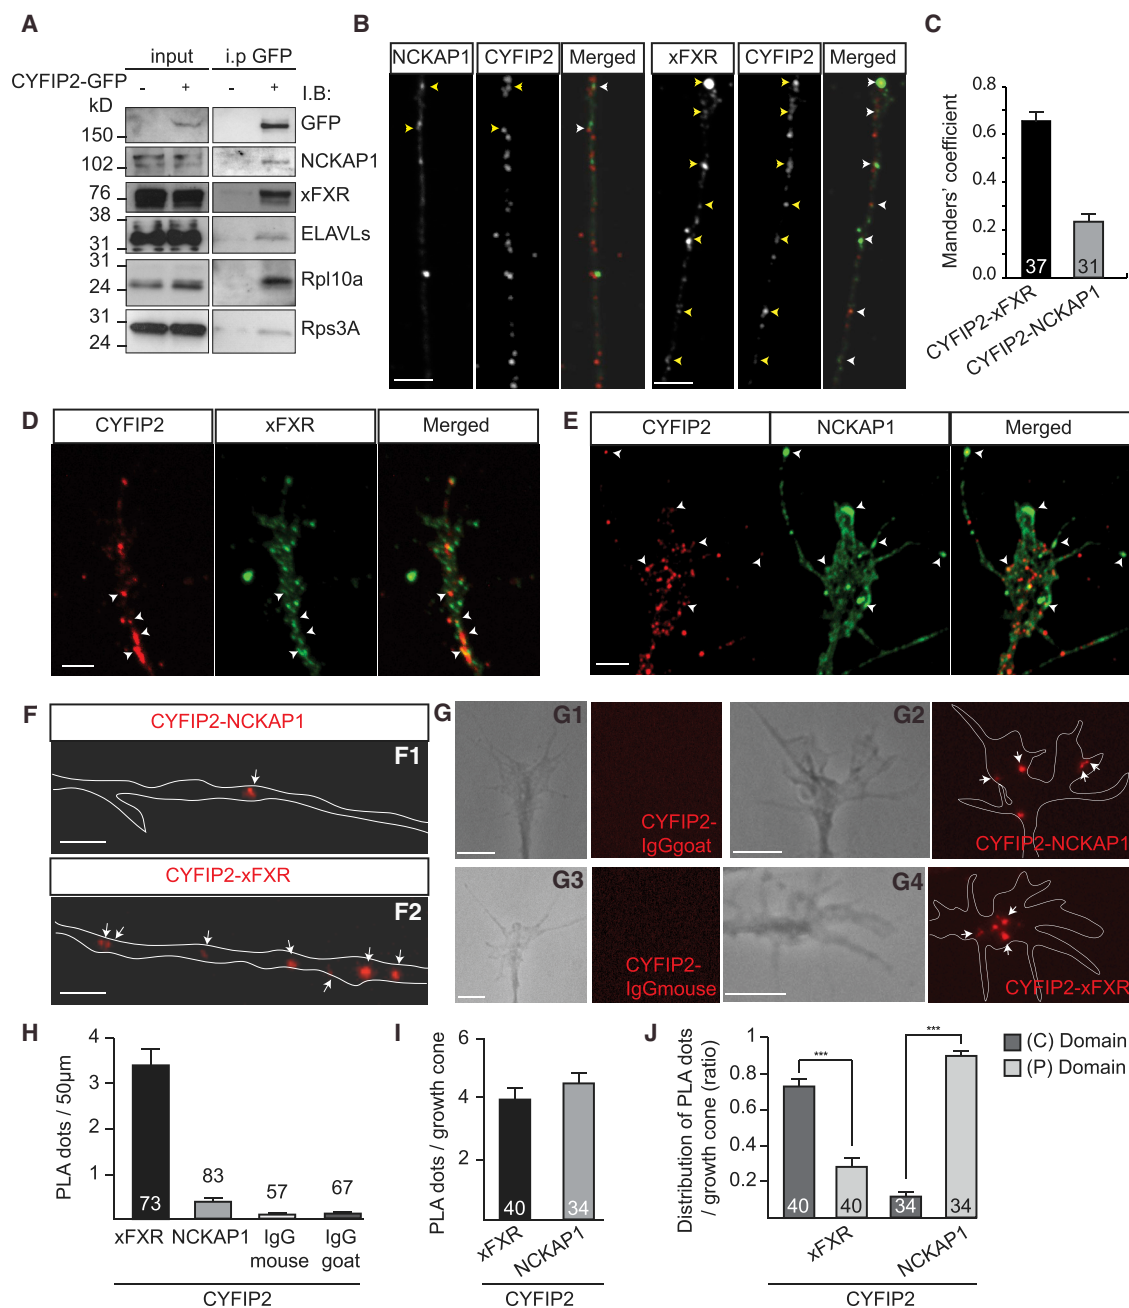 A
input
i.p GFP
CYFIP2-GFP
- + - +
kD
I.B:
150
GFP
102
NCKAP1
76
xFXR
38
31
ELAVLs
31
24
Rpl10a
31
24
Rps3A
B
NCKAP1
CYFIP2
Merged
xFXR
CYFIP2
Merged
C
Manders' coefficient
0.8
0.6
0.4
0.2
0.0
37
31
CYFIP2-xFXR
CYFIP2-NCKAP1
D
CYFIP2
xFXR
Merged
E
CYFIP2
NCKAP1
Merged
F
CYFIP2-NCKAP1
F1
CYFIP2-xFXR
F2
G
G1
CYFIP2-
IgGgoat
G2
CYFIP2-NCKAP1
G3
CYFIP2-
IgGmouse
G4
CYFIP2-xFXR
H
PLA dots / 50µm
4
3
2
1
73
83
57
67
xFXR
NCKAP1
IgG
mouse
IgG
goat
CYFIP2
I
PLA dots / growth cone
6
4
2
40
34
xFXR
NCKAP1
CYFIP2
J
Distribution of PLA dots
/ growth cone (ratio)
1
0.8
0.6
0.4
0.2
***
***
40
40
34
34
xFXR
NCKAP1
CYFIP2
(C) Domain
(P) Domain